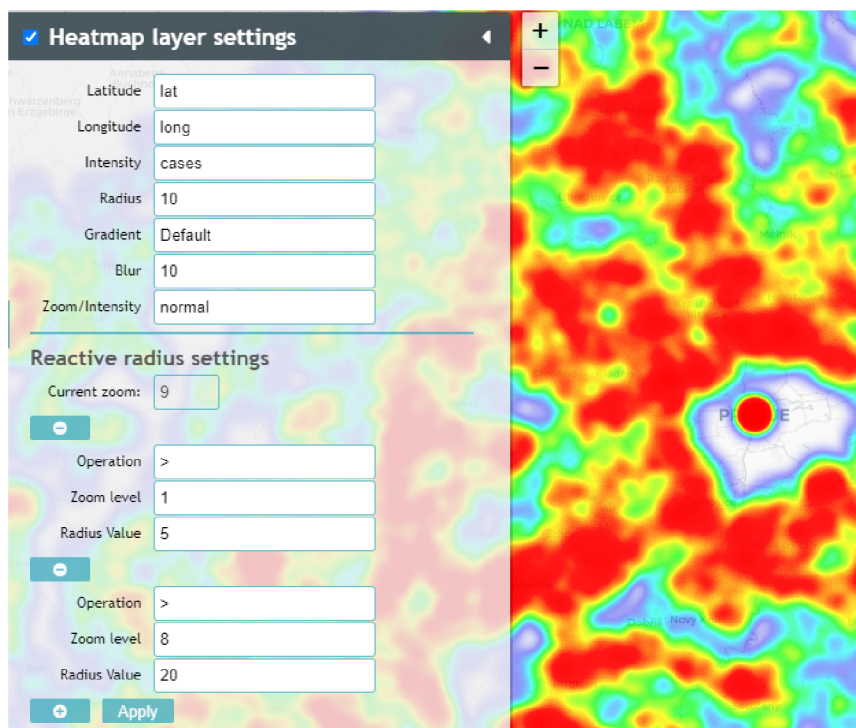 Heatmap layer settings
Latitude lat
Longitude long
Intensity cases
Radius 10
Gradient Default
Blur 10
Zoom/Intensity normal
Reactive radius settings
Current zoom: 9
Operation >
Zoom level 1
Radius Value 5
Operation >
Zoom level 8
Radius Value 20
Apply
+
−
Mělník
Dobříš